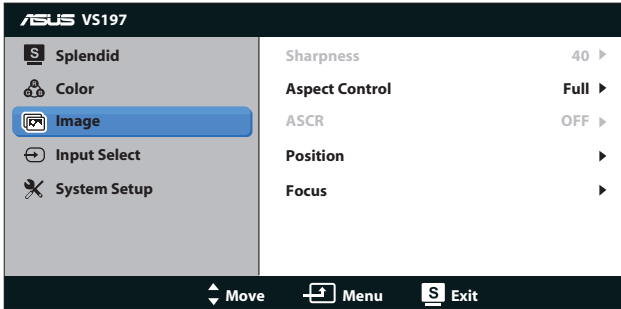 ASUS VS197
S Splendid
Color
Image
Input Select
System Setup
Sharpness 40
Aspect Control Full
ASCR OFF
Position
Focus
Move Menu S Exit